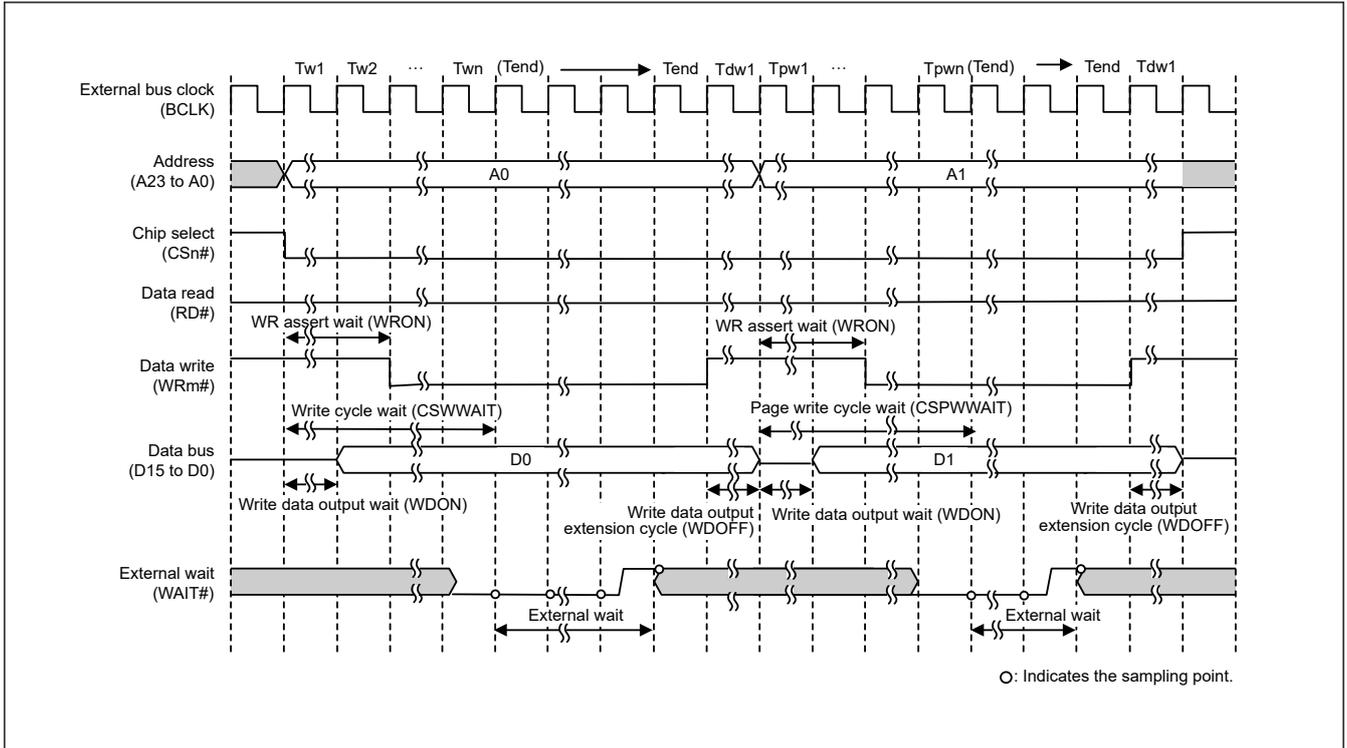 Tw1 Tw2 ... Twn (Tend) Tend Tdw1 Tpw1 ... Tpwn (Tend) Tend Tdw1
External bus clock
(BCLK)
Address
(A23 to A0)
A0 A1
Chip select
(CSn#)
Data read
(RD#)
WR assert wait (WRON) WR assert wait (WRON)
Data write
(WRm#)
Write cycle wait (CSWWAIT) Page write cycle wait (CSPWWAIT)
Data bus
(D15 to D0)
D0 D1
Write data output wait (WDON)
Write data output
extension cycle (WDOFF)
Write data output wait (WDON)
Write data output
extension cycle (WDOFF)
External wait
(WAIT#)
External wait External wait
: Indicates the sampling point.